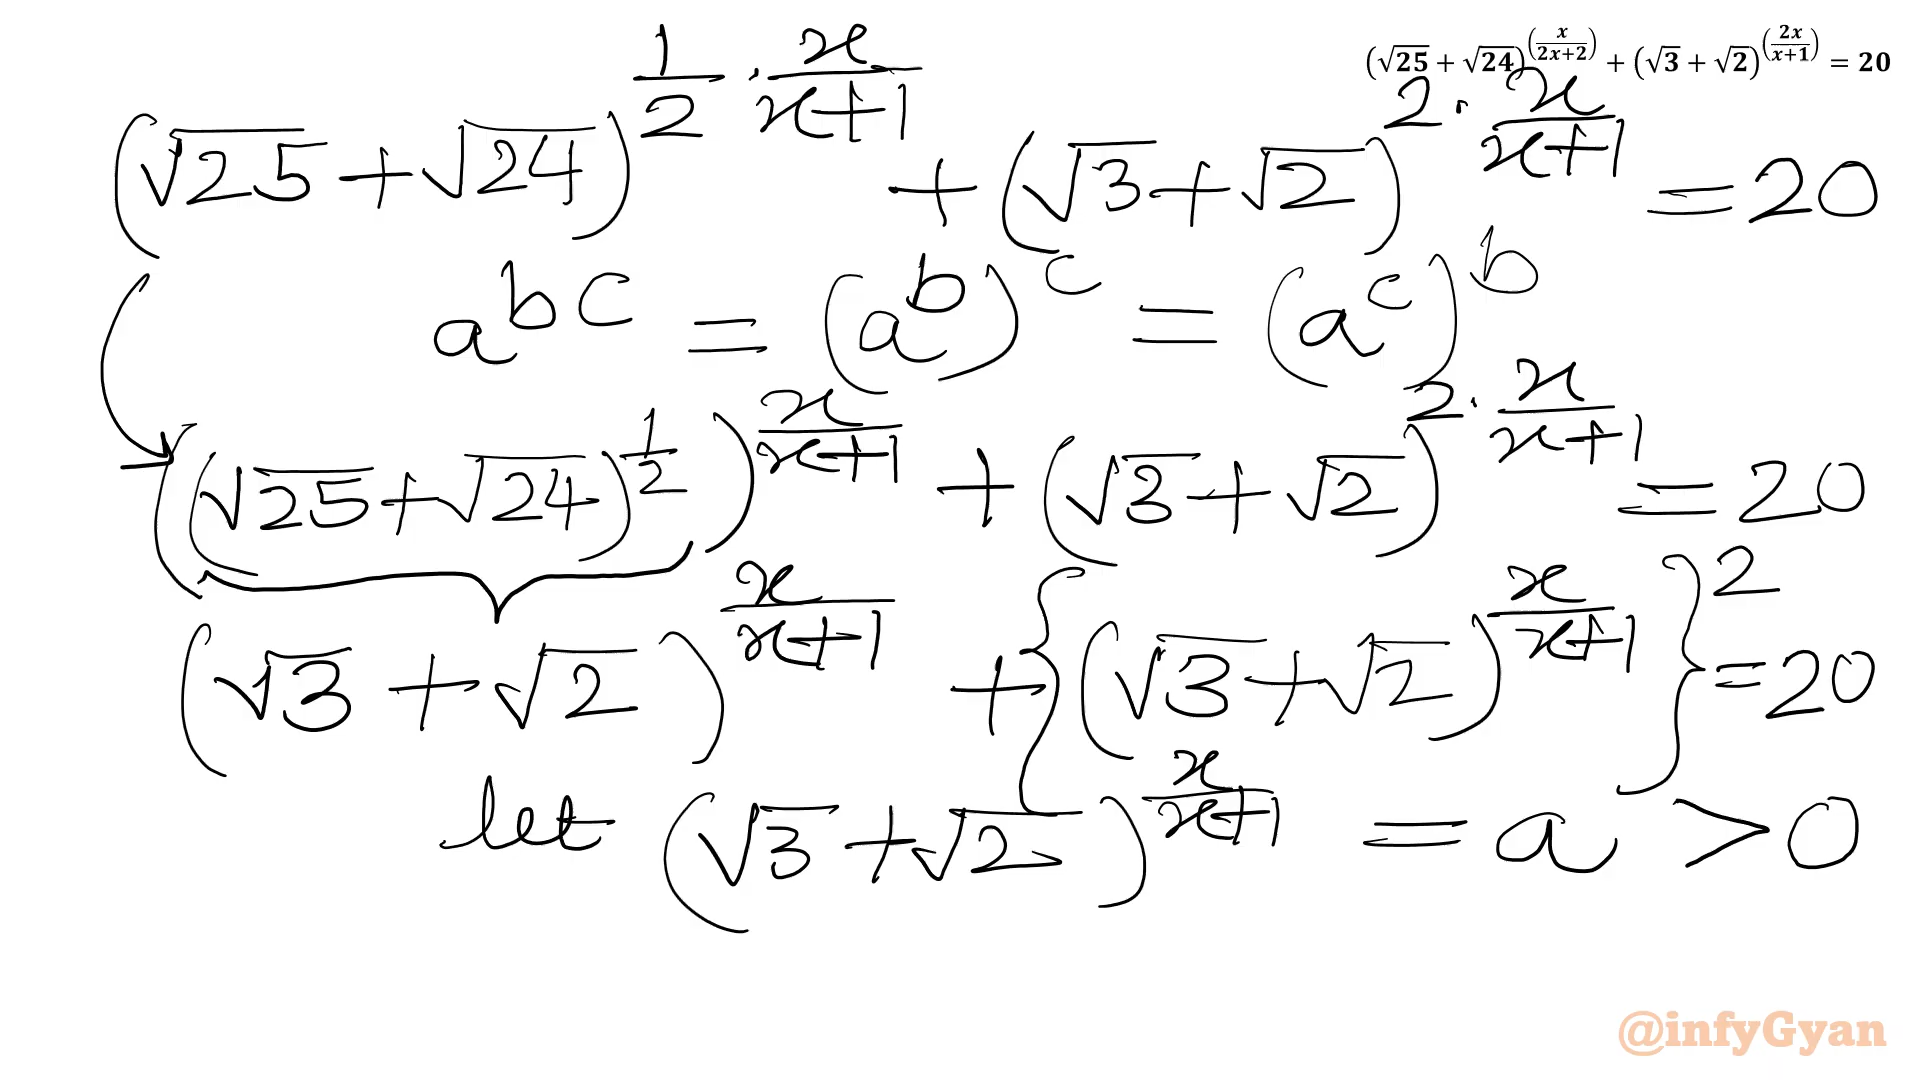 (√25 + √24)^(x/(2x+2)) + (√3 + √2)^(2x/(x+1)) = 20
(√25 + √24)^(1/2 · x/(x+1)) + (√3 + √2)^(2 · x/(x+1)) = 20
a^(bc) = (a^b)^c = (a^c)^b
((√25 + √24)^(1/2))^(x/(x+1)) + (√3 + √2)^(2 · x/(x+1)) = 20
(√3 + √2)^(x/(x+1)) + {(√3 + √2)^(x/(x+1))}^2 = 20
let (√3 + √2)^(x/(x+1)) = a > 0
@infyGyan